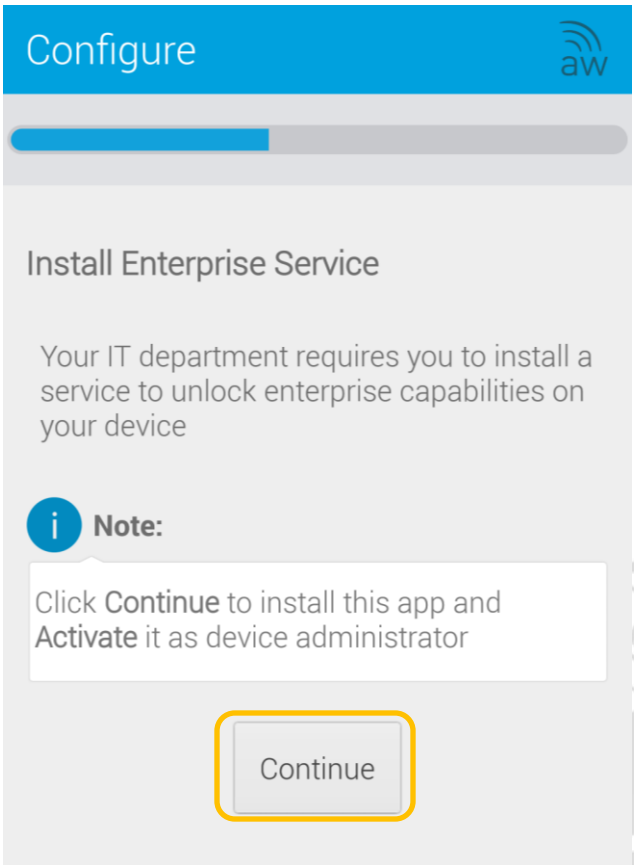 Configure
aw
Install Enterprise Service
Your IT department requires you to install a
service to unlock enterprise capabilities on
your device
i
Note:
Click Continue to install this app and
Activate it as device administrator
Continue